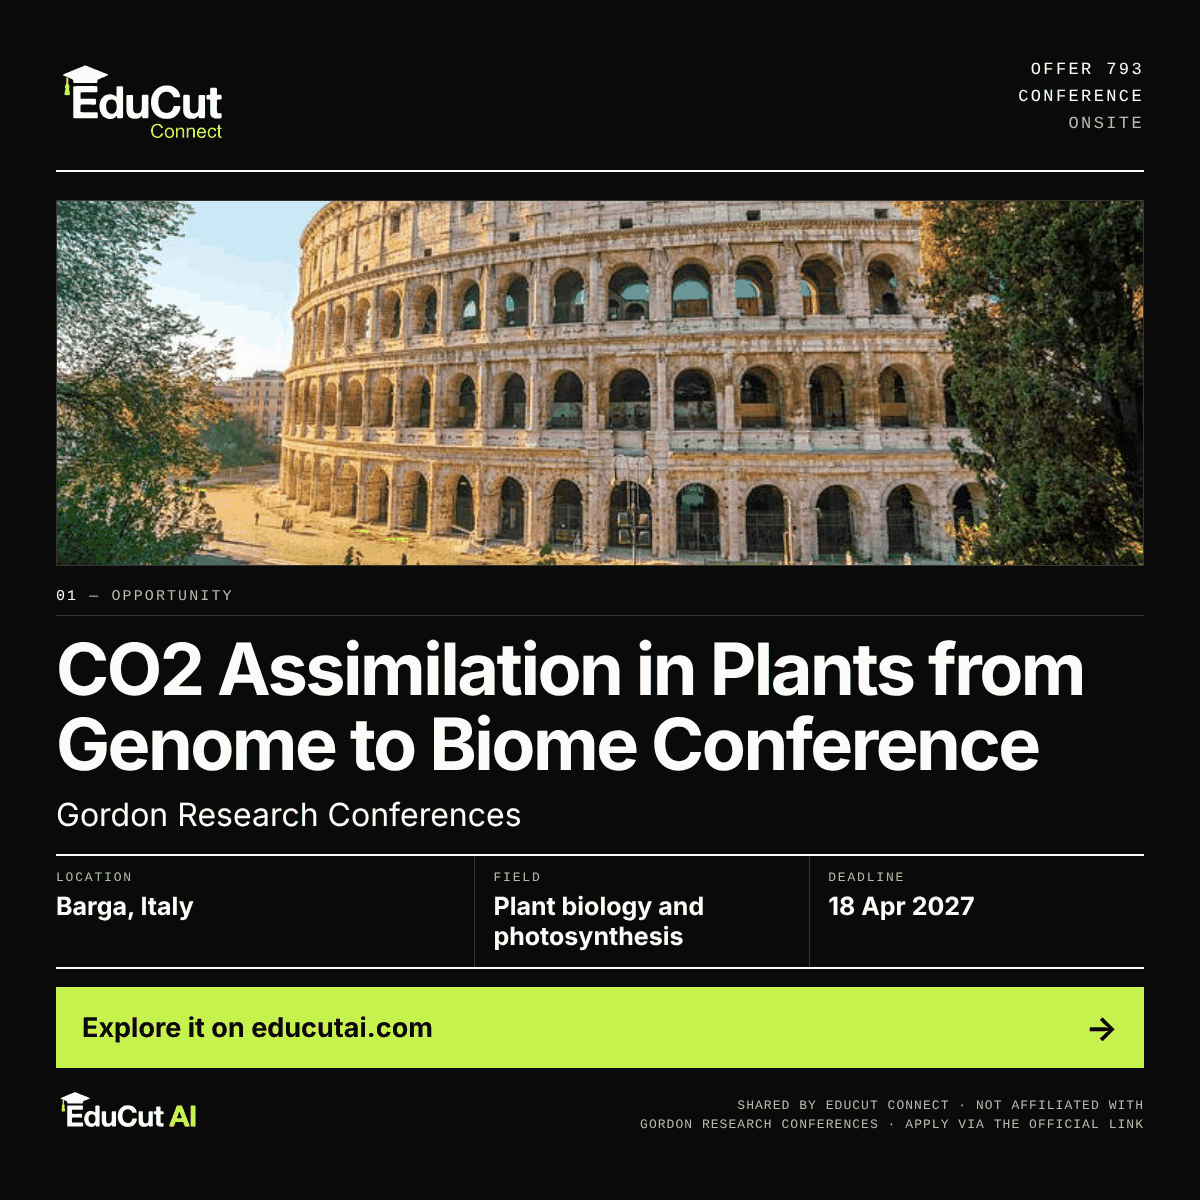 EduCut
Connect
OFFER 793
CONFERENCE
ONSITE
01 — OPPORTUNITY
CO2 Assimilation in Plants from
Genome to Biome Conference
Gordon Research Conferences
LOCATION
Barga, Italy
FIELD
Plant biology and
photosynthesis
DEADLINE
18 Apr 2027
Explore it on educutai.com →
EduCut AI
SHARED BY EDUCUT CONNECT · NOT AFFILIATED WITH
GORDON RESEARCH CONFERENCES · APPLY VIA THE OFFICIAL LINK